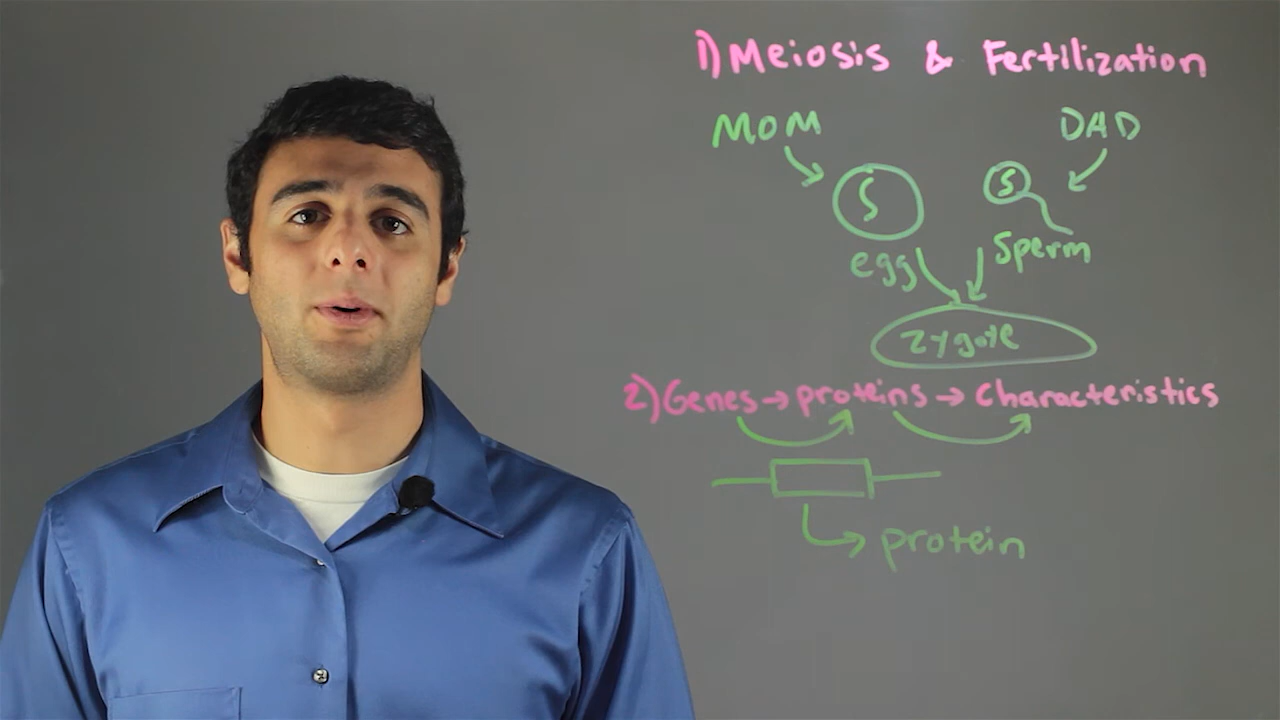 1) Meiosis & Fertilization
MOM DAD
S S
egg Sperm
Zygote
2) Genes → proteins → Characteristics
protein